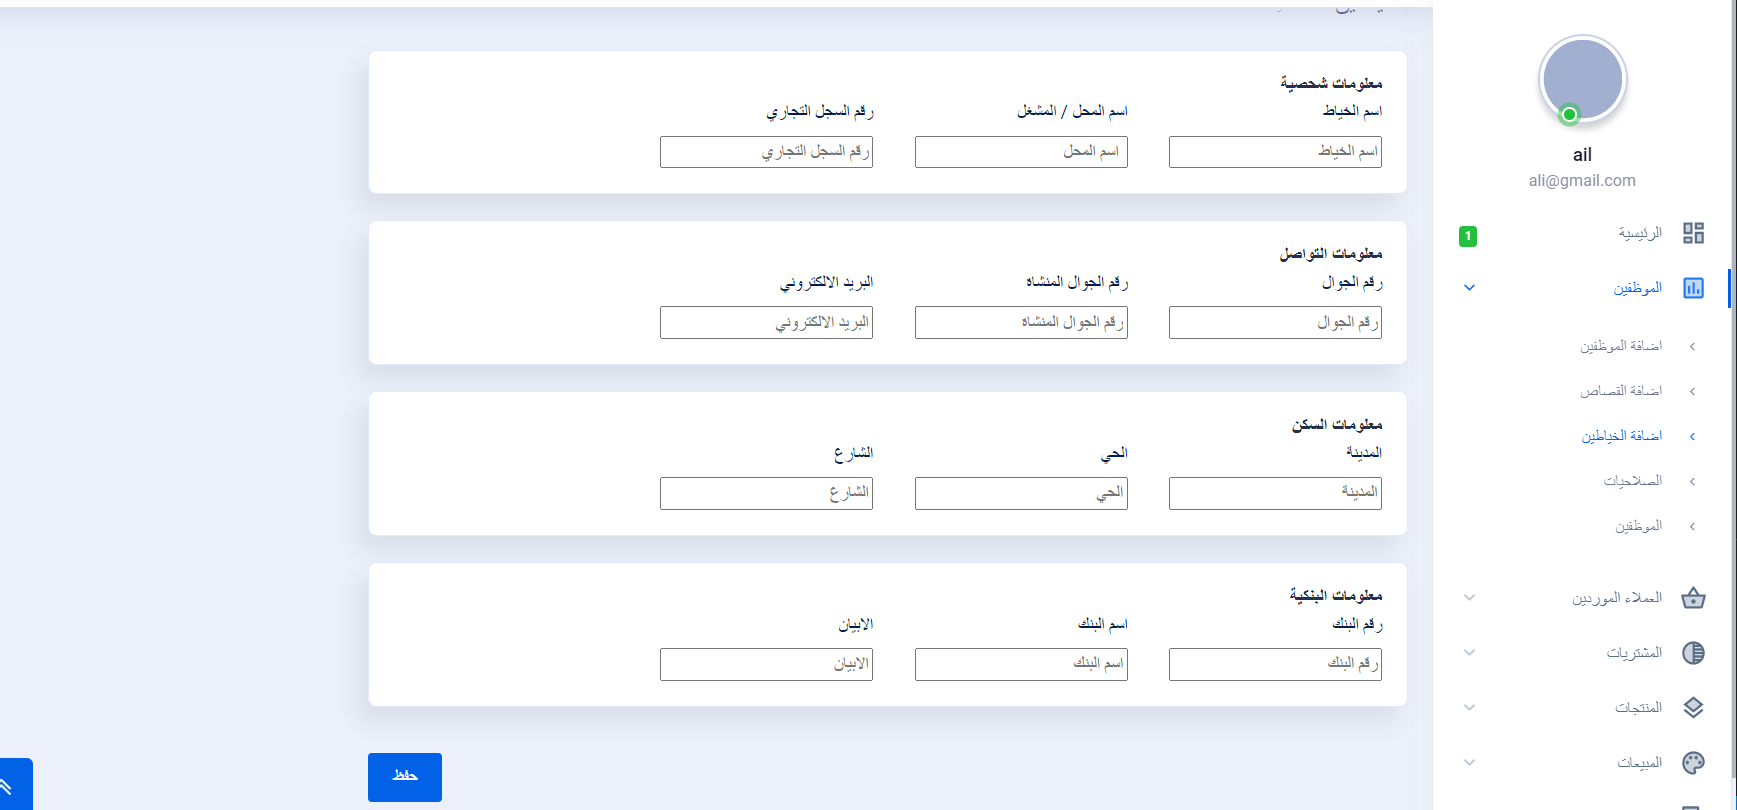 معلومات شحصية
اسم الخياط
اسم المحل / المشغل
رقم السجل التجاري
اسم الخياط
اسم المحل
رقم السجل التجاري
معلومات التواصل
رقم الجوال
رقم الجوال المنشاة
البريد الالكتروني
رقم الجوال
رقم الجوال المنشاة
البريد الالكتروني
معلومات السكن
المدينة
الحي
الشارع
المدينة
الحي
الشارع
معلومات البنكية
رقم البنك
اسم البنك
الابيان
رقم البنك
اسم البنك
الابيان
حفظ
ail
ali@gmail.com
الرئيسية
1
الموظفين
اضافة الموظفين
اضافة القصاص
اضافة الخياطين
الصلاحيات
الموظفين
العملاء الموردين
المشتريات
المنتجات
المبيعات